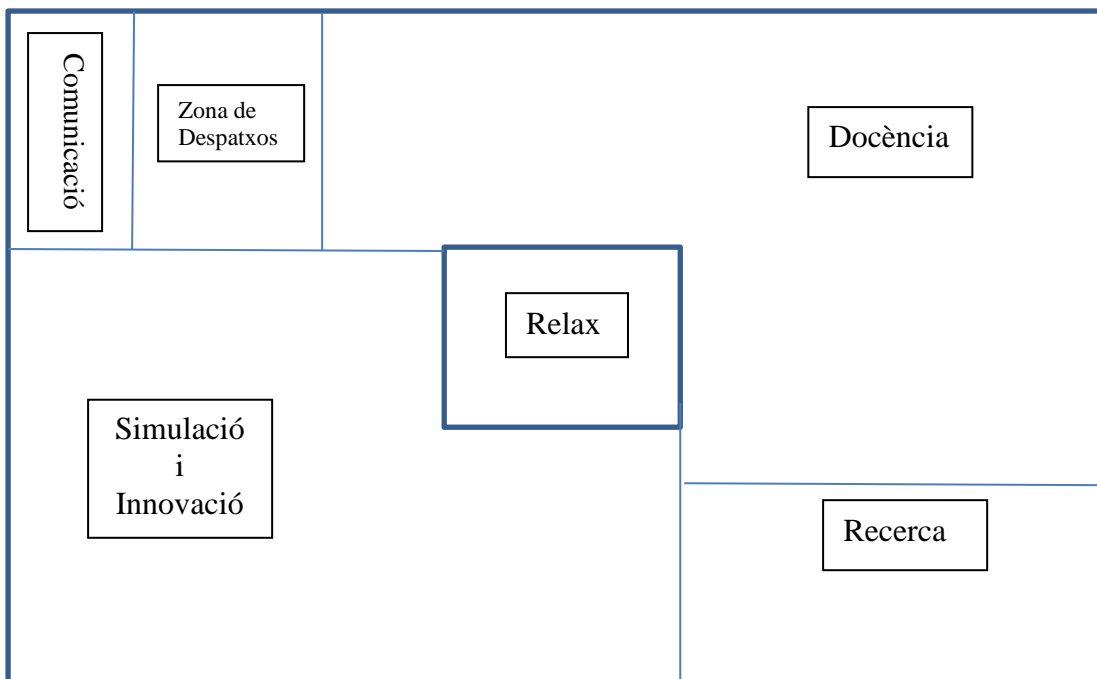 Comunicació
Zona de
Despatxos
Docència
Relax
Simulació
i
Innovació
Recerca